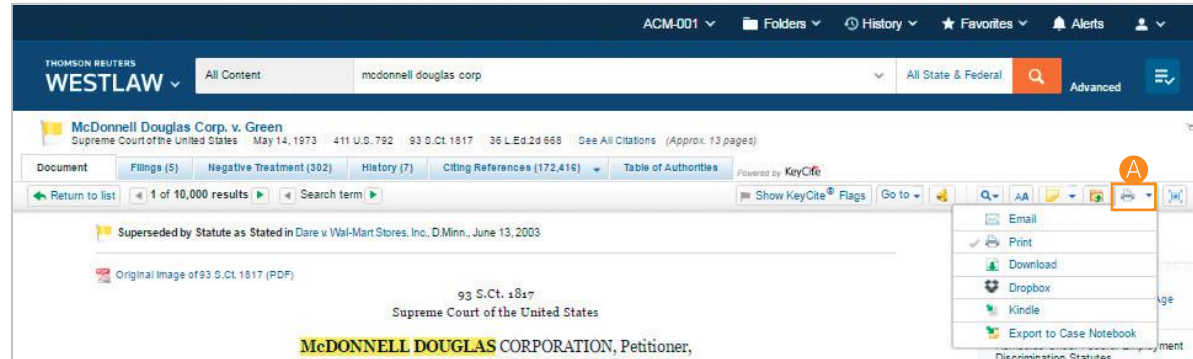 ACM-001 Folders History Favorites Alerts
THOMSON REUTERS
WESTLAW All Content mcdonnell douglas corp All State & Federal Advanced
McDonnell Douglas Corp. v. Green
Supreme Court of the United States May 14, 1973 411 U.S. 792 93 S.Ct. 1817 36 L.Ed.2d 668 See All Citations (Approx. 13 pages)
Document Filings (5) Negative Treatment (302) History (7) Citing References (172,416) Table of Authorities Powered by KeyCite
A
Return to list 1 of 10,000 results Search term Show KeyCite® Flags Go to AA
Superseded by Statute as Stated in Dare v. Wal-Mart Stores, Inc., D.Minn., June 13, 2003
Original Image of 93 S.Ct. 1817 (PDF)
93 S.Ct. 1817
Supreme Court of the United States
McDONNELL DOUGLAS CORPORATION, Petitioner,
Email
Print
Download
Dropbox
Kindle
Export to Case Notebook
Age
Discrimination Statutes